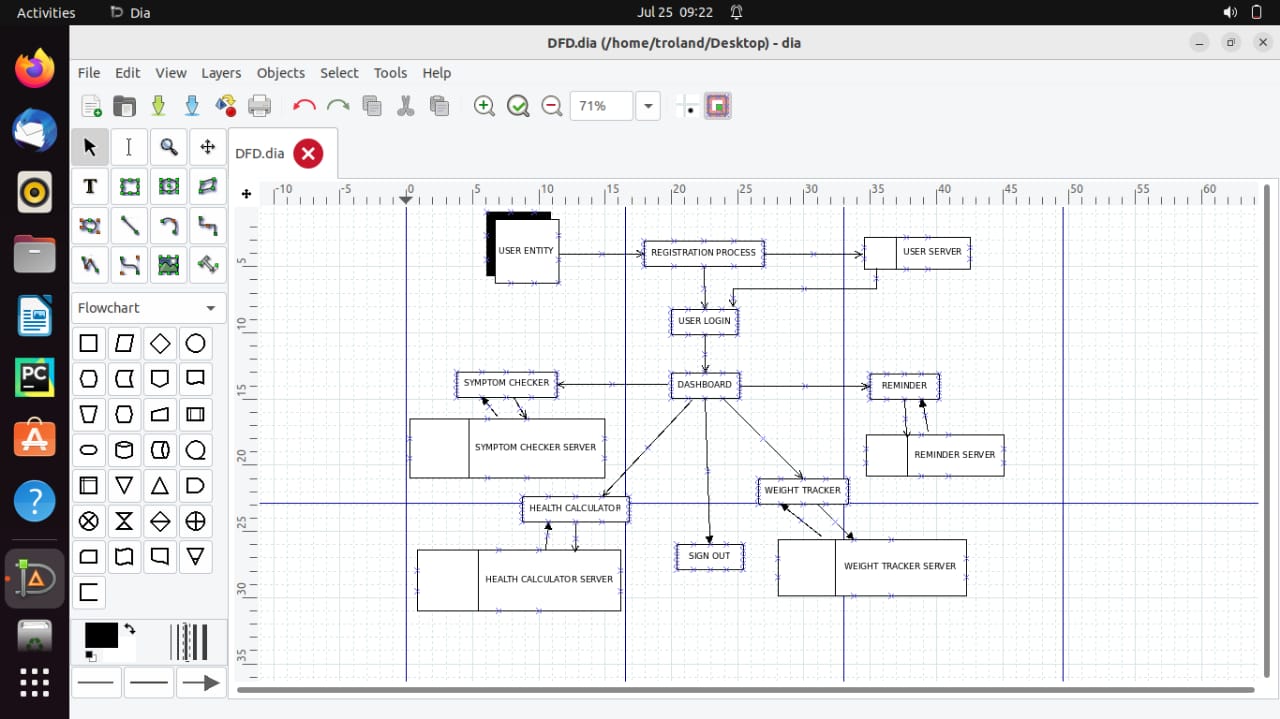 Activities Dia Jul 25 09:22
DFD.dia (/home/troland/Desktop) - dia
File Edit View Layers Objects Select Tools Help
71%
DFD.dia
-10 -5 0 5 10 15 20 25 30 35 40 45 50 55 60
5
10
15
20
25
30
35
T
Flowchart
PC
A
?
USER ENTITY
REGISTRATION PROCESS
USER SERVER
USER LOGIN
SYMPTOM CHECKER
DASHBOARD
REMINDER
SYMPTOM CHECKER SERVER
REMINDER SERVER
HEALTH CALCULATOR
WEIGHT TRACKER
SIGN OUT
HEALTH CALCULATOR SERVER
WEIGHT TRACKER SERVER